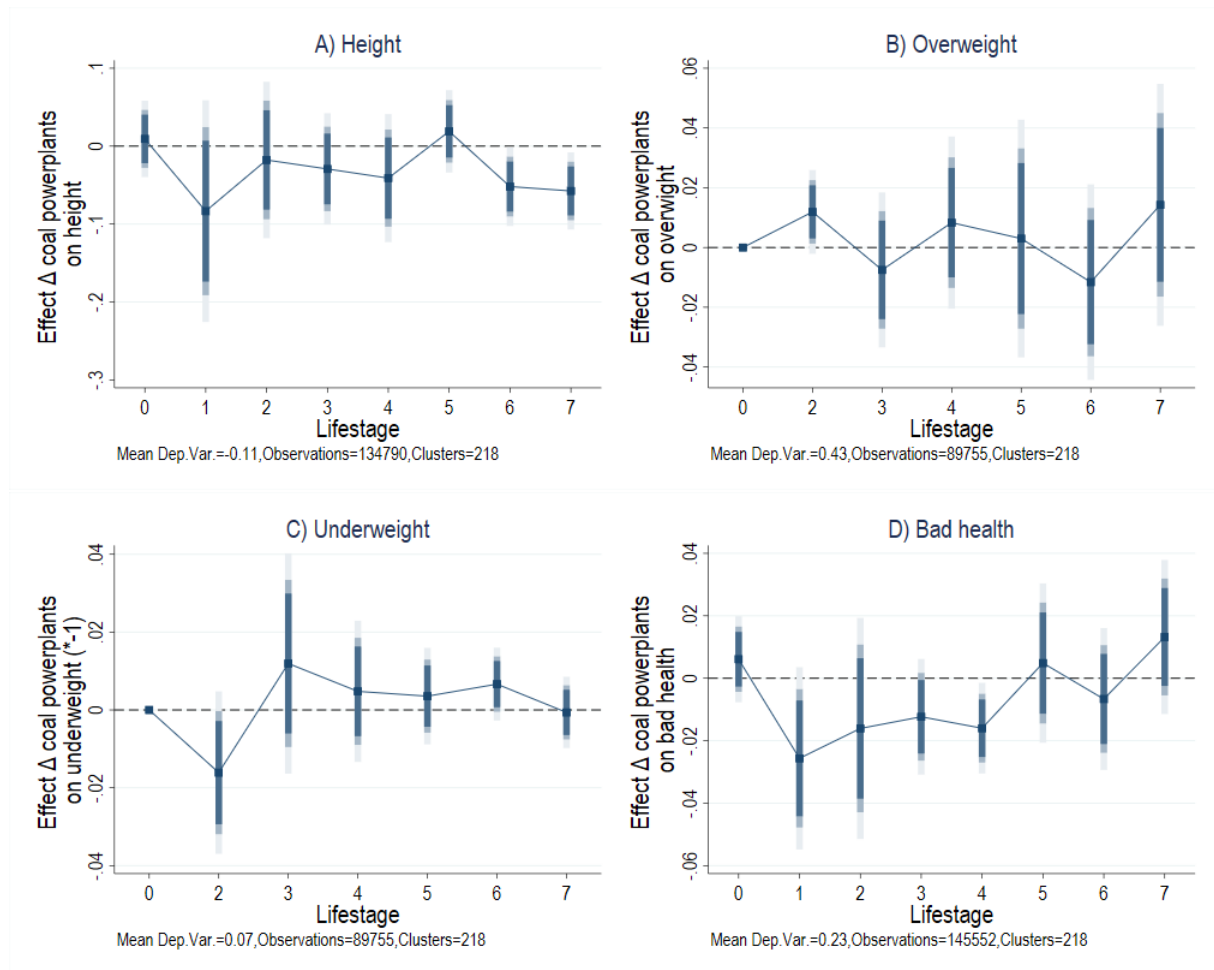 A) Height
Effect Δ coal powerplants
on height
.1
0
-.1
-.2
-.3
0 1 2 3 4 5 6 7
Lifestage
Mean Dep.Var.=-0.11,Observations=134790,Clusters=218
B) Overweight
Effect Δ coal powerplants
on overwight
.06
.04
.02
0
-.02
-.04
0 2 3 4 5 6 7
Lifestage
Mean Dep.Var.=0.43,Observations=89755,Clusters=218
C) Underweight
Effect Δ coal powerplants
on underweight (*-1)
.04
.02
0
-.02
-.04
0 2 3 4 5 6 7
Lifestage
Mean Dep.Var.=0.07,Observations=89755,Clusters=218
D) Bad health
Effect Δ coal powerplants
on bad health
.04
.02
0
-.02
-.04
-.06
0 1 2 3 4 5 6 7
Lifestage
Mean Dep.Var.=0.23,Observations=145552,Clusters=218